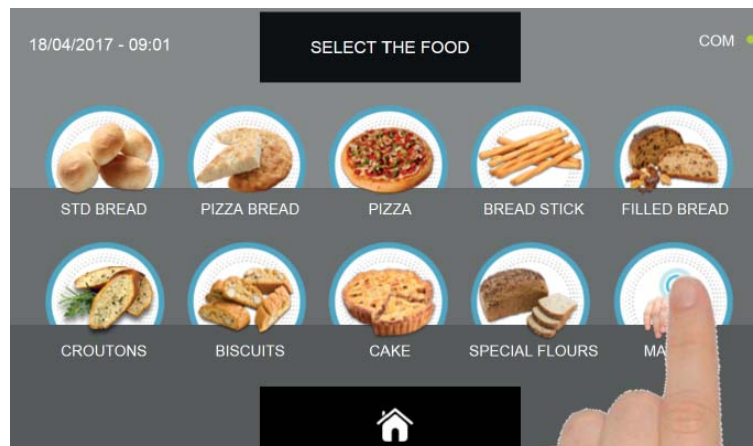 18/04/2017 - 09:01
SELECT THE FOOD
COM
STD BREAD
PIZZA BREAD
PIZZA
BREAD STICK
FILLED BREAD
CROUTONS
BISCUITS
CAKE
SPECIAL FLOURS